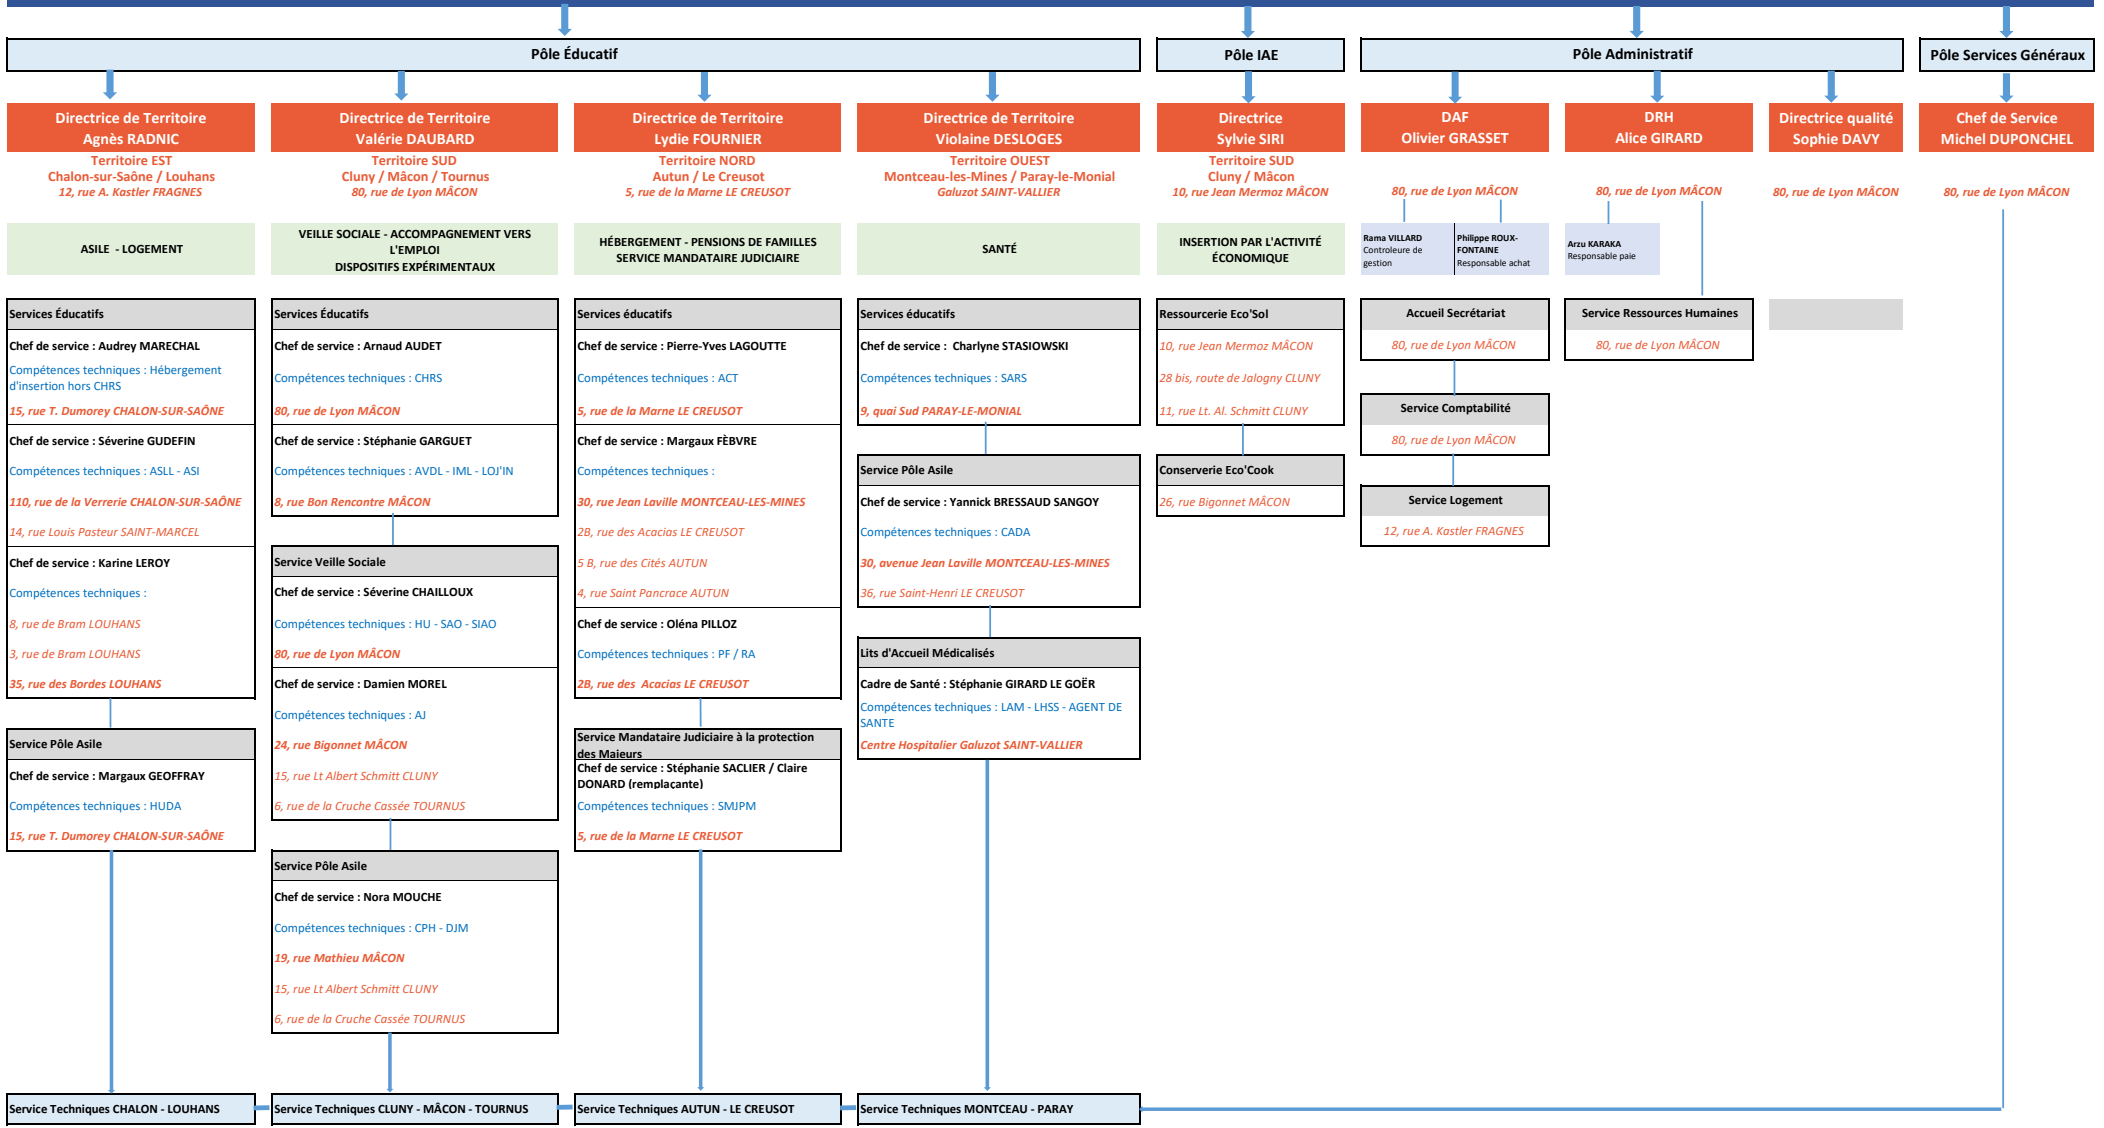 Pôle Éducatif
Pôle IAE
Pôle Administratif
Pôle Services Généraux
Directrice de Territoire
Agnès RADNIC
Territoire EST
Chalon-sur-Saône / Louhans
12, rue A. Kastler FRAGNES
ASILE - LOGEMENT
Services Éducatifs
Chef de service : Audrey MARECHAL
Compétences techniques : Hébergement
d'insertion hors CHRS
15, rue T. Dumorey CHALON-SUR-SAÔNE
Chef de service : Séverine GUDEFIN
Compétences techniques : ASLL - ASI
110, rue de la Verrerie CHALON-SUR-SAÔNE
14, rue Louis Pasteur SAINT-MARCEL
Chef de service : Karine LEROY
Compétences techniques :
8, rue de Bram LOUHANS
3, rue de Bram LOUHANS
35, rue des Bordes LOUHANS
Service Pôle Asile
Chef de service : Margaux GEOFFRAY
Compétences techniques : HUDA
15, rue T. Dumorey CHALON-SUR-SAÔNE
Service Techniques CHALON - LOUHANS
Directrice de Territoire
Valérie DAUBARD
Territoire SUD
Cluny / Mâcon / Tournus
80, rue de Lyon MÂCON
VEILLE SOCIALE - ACCOMPAGNEMENT VERS
L'EMPLOI
DISPOSITIFS EXPÉRIMENTAUX
Services Éducatifs
Chef de service : Arnaud AUDET
Compétences techniques : CHRS
80, rue de Lyon MÂCON
Chef de service : Stéphanie GARGUET
Compétences techniques : AVDL - IML - LOJ'IN
8, rue Bon Rencontre MÂCON
Service Veille Sociale
Chef de service : Séverine CHAILLOUX
Compétences techniques : HU - SAO - SIAO
80, rue de Lyon MÂCON
Chef de service : Damien MOREL
Compétences techniques : AJ
24, rue Bigonnet MÂCON
15, rue Lt Albert Schmitt CLUNY
6, rue de la Cruche Cassée TOURNUS
Service Pôle Asile
Chef de service : Nora MOUCHE
Compétences techniques : CPH - DJM
19, rue Mathieu MÂCON
15, rue Lt Albert Schmitt CLUNY
6, rue de la Cruche Cassée TOURNUS
Service Techniques CLUNY - MÂCON - TOURNUS
Directrice de Territoire
Lydie FOURNIER
Territoire NORD
Autun / Le Creusot
5, rue de la Marne LE CREUSOT
HÉBERGEMENT - PENSIONS DE FAMILLES
SERVICE MANDATAIRE JUDICIAIRE
Services éducatifs
Chef de service : Pierre-Yves LAGOUTTE
Compétences techniques : ACT
5, rue de la Marne LE CREUSOT
Chef de service : Margaux FÈBVRE
Compétences techniques :
30, rue Jean Laville MONTCEAU-LES-MINES
2B, rue des Acacias LE CREUSOT
5 B, rue des Cités AUTUN
4, rue Saint Pancrace AUTUN
Chef de service : Oléna PILLOZ
Compétences techniques : PF / RA
2B, rue des Acacias LE CREUSOT
Service Mandataire Judiciaire à la protection
des Majeurs
Chef de service : Stéphanie SACLIER / Claire
DONARD (remplaçante)
Compétences techniques : SMJPM
5, rue de la Marne LE CREUSOT
Service Techniques AUTUN - LE CREUSOT
Directrice de Territoire
Violaine DESLOGES
Territoire OUEST
Montceau-les-Mines / Paray-le-Monial
Galuzot SAINT-VALLIER
SANTÉ
Services éducatifs
Chef de service : Charlyne STASIOWSKI
Compétences techniques : SARS
9, quai Sud PARAY-LE-MONIAL
Service Pôle Asile
Chef de service : Yannick BRESSAUD SANGOY
Compétences techniques : CADA
30, avenue Jean Laville MONTCEAU-LES-MINES
36, rue Saint-Henri LE CREUSOT
Lits d'Accueil Médicalisés
Cadre de Santé : Stéphanie GIRARD LE GOËR
Compétences techniques : LAM - LHSS - AGENT DE
SANTE
Centre Hospitalier Galuzot SAINT-VALLIER
Service Techniques MONTCEAU - PARAY
Directrice
Sylvie SIRI
Territoire SUD
Cluny / Mâcon
10, rue Jean Mermoz MÂCON
INSERTION PAR L'ACTIVITÉ
ÉCONOMIQUE
Ressourcerie Eco'Sol
10, rue Jean Mermoz MÂCON
28 bis, route de Jalogny CLUNY
11, rue Lt. Al. Schmitt CLUNY
Conserverie Eco'Cook
26, rue Bigonnet MÂCON
DAF
Olivier GRASSET
80, rue de Lyon MÂCON
Rama VILLARD
Controleure de
gestion
Philippe ROUX-
FONTAINE
Responsable achat
Accueil Secrétariat
80, rue de Lyon MÂCON
Service Comptabilité
80, rue de Lyon MÂCON
Service Logement
12, rue A. Kastler FRAGNES
DRH
Alice GIRARD
80, rue de Lyon MÂCON
Arzu KARAKA
Responsable paie
Service Ressources Humaines
80, rue de Lyon MÂCON
Directrice qualité
Sophie DAVY
80, rue de Lyon MÂCON
Chef de Service
Michel DUPONCHEL
80, rue de Lyon MÂCON